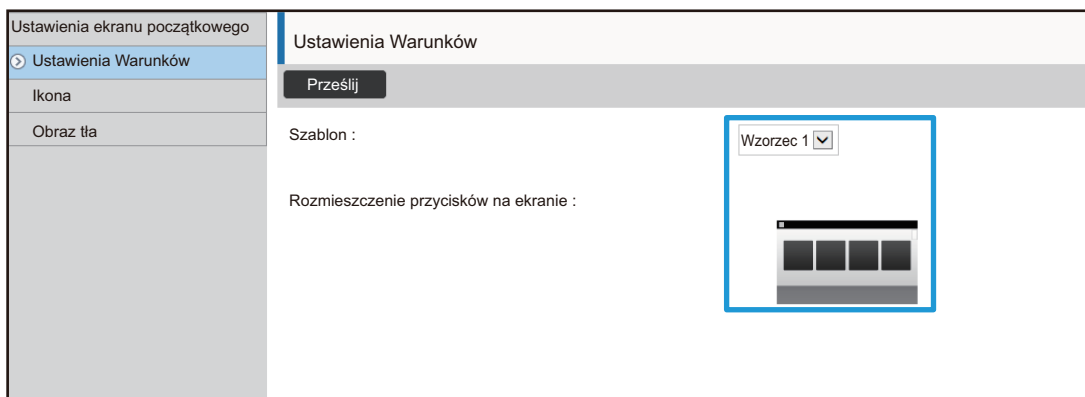 Ustawienia ekranu początkowego
Ustawienia Warunków
Ikona
Obraz tła
Ustawienia Warunków
Prześlij
Szablon :
Wzorzec 1
Rozmieszczenie przycisków na ekranie :